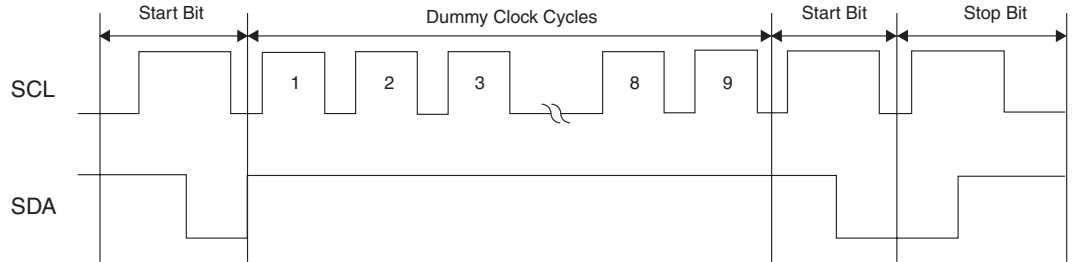 Start Bit
Dummy Clock Cycles
Start Bit
Stop Bit
SCL
1
2
3
8
9
SDA